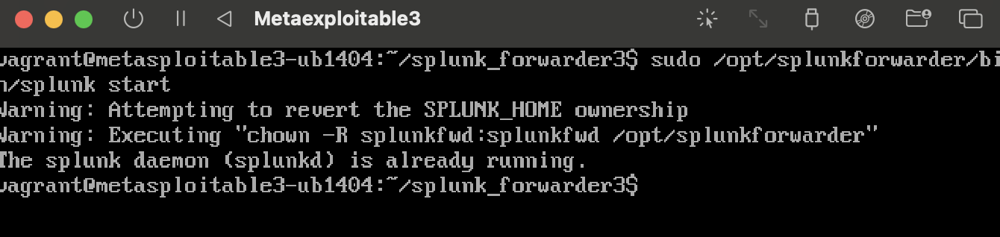 Metaexploitable3
vagrant@metasploitable3-ub1404:~/splunk_forwarder3$ sudo /opt/splunkforwarder/bi
n/splunk start
Warning: Attempting to revert the SPLUNK_HOME ownership
Warning: Executing "chown -R splunkfwd:splunkfwd /opt/splunkforwarder"
The splunk daemon (splunkd) is already running.
vagrant@metasploitable3-ub1404:~/splunk_forwarder3$